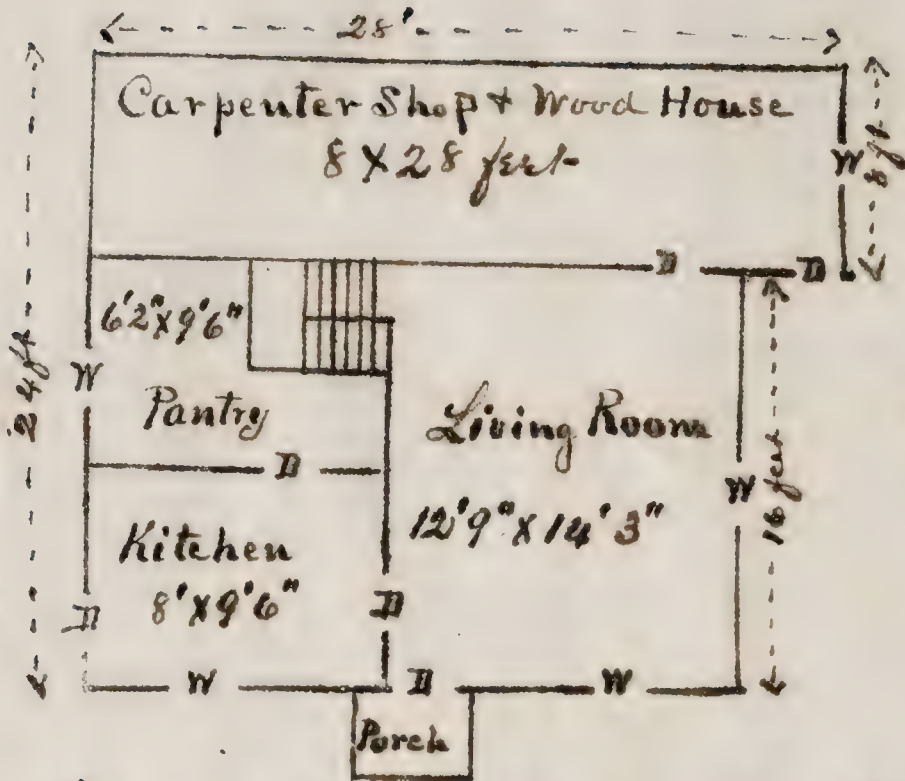 28'
Carpenter Shop + Wood House
8 X 28 feet
W
8 ft
D
D
6'2" X 9'6"
24 ft
W
Pantry
Living Room
D
W
16 feet
Kitchen
12'9" X 14'3"
8' X 9'6"
D
D
W
D
W
Porch